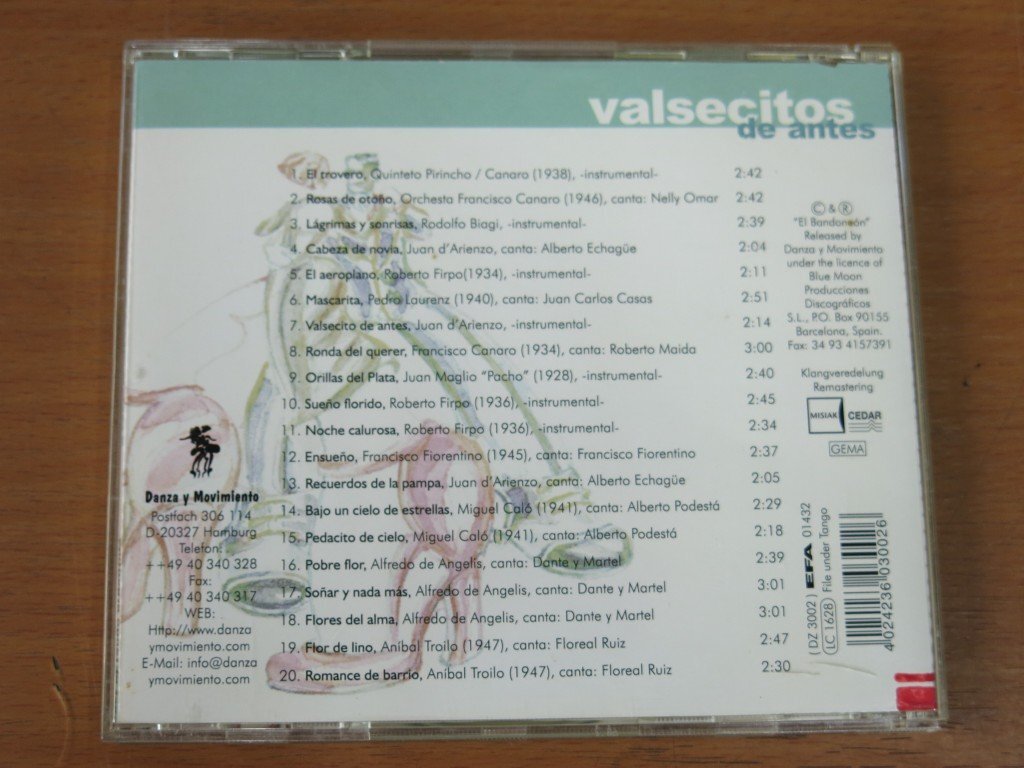 valsecitos
de antes
1. El trovero, Quinteto Pirincho / Canaro (1938), -instrumental- 2:42
2. Rosas de otoño, Orchesta Francisco Canaro (1946), canta: Nelly Omar 2:42
3. Lágrimas y sonrisas, Rodolfo Biagi, -instrumental- 2:39
4. Cabeza de novia, Juan d'Arienzo, canta: Alberto Echagüe 2:04
5. El aeroplano, Roberto Firpo(1934), -instrumental- 2:11
6. Mascarita, Pedro Laurenz (1940), canta: Juan Carlos Casas 2:51
7. Valsecito de antes, Juan d'Arienzo, -instrumental- 2:14
8. Ronda del querer, Francisco Canaro (1934), canta: Roberto Maida 3:00
9. Orillas del Plata, Juan Maglio "Pacho" (1928), -instrumental- 2:40
10. Sueño florido, Roberto Firpo (1936), -instrumental- 2:45
11. Noche calurosa, Roberto Firpo (1936), -instrumental- 2:34
12. Ensueño, Francisco Fiorentino (1945), canta: Francisco Fiorentino 2:37
13. Recuerdos de la pampa, Juan d'Arienzo, canta: Alberto Echagüe 2:05
14. Bajo un cielo de estrellas, Miguel Caló (1941), canta: Alberto Podestá 2:29
15. Pedacito de cielo, Miguel Caló (1941), canta: Alberto Podestá 2:18
16. Pobre flor, Alfredo de Angelis, canta: Dante y Martel 2:39
17. Soñar y nada más, Alfredo de Angelis, canta: Dante y Martel 3:01
18. Flores del alma, Alfredo de Angelis, canta: Dante y Martel 3:01
19. Flor de lino, Aníbal Troilo (1947), canta: Floreal Ruiz 2:47
20. Romance de barrio, Aníbal Troilo (1947), canta: Floreal Ruiz 2:30
© & ®
"El Bandoneón"
Released by
Danza y Movimiento
under the licence of
Blue Moon
Producciones
Discográficos
S.L., P.O. Box 90155
Barcelona, Spain.
Fax: 34 93 4157391
Klangveredelung
Remastering
MISIAK CEDAR
GEMA
Danza y Movimiento
Postfach 306 114
D-20327 Hamburg
Telefon:
++49 40 340 328
Fax:
++49 40 340 317
WEB:
Http://www.danza
ymovimiento.com
E-Mail: info@danza
ymovimiento.com
(DZ 3002) EFA 01432
(LC 1628) File under Tango
4 024236 030026